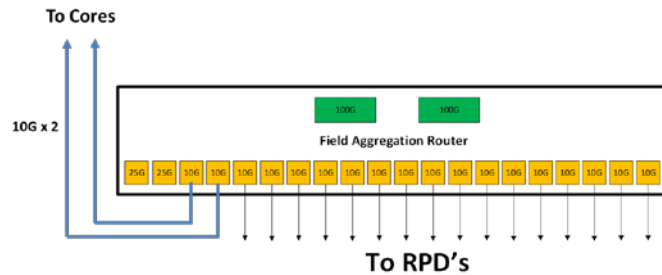 To Cores
100G 100G
10G x 2
Field Aggregation Router
25G 25G 10G 10G 10G 10G 10G 10G 10G 10G 10G 10G 10G 10G 10G 10G 10G 10G 10G 10G
To RPD's